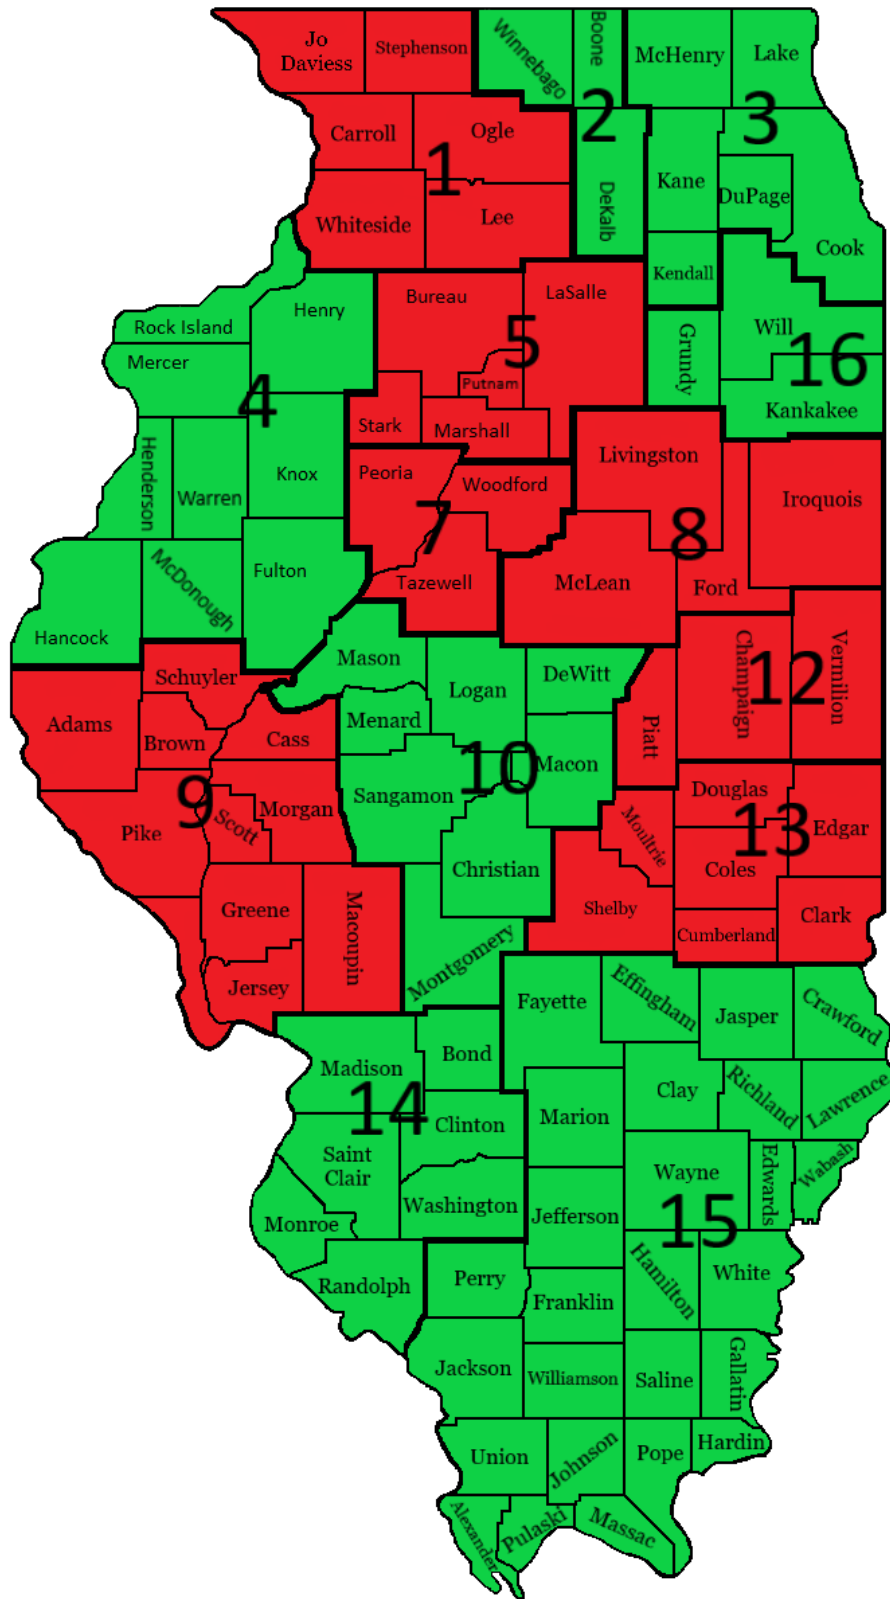 Jo
Daviess
Stephenson
Winnebago
Boone
McHenry
Lake
Carroll
Ogle
1
2
3
Kane
DuPage
Whiteside
Lee
DeKalb
Cook
Kendall
Rock Island
Henry
Bureau
LaSalle
Will
Grundy
5
16
Mercer
Putnam
4
Stark
Marshall
Kankakee
Henderson
Warren
Knox
Peoria
Woodford
Livingston
Iroquois
7
8
McDonough
Fulton
Tazewell
McLean
Ford
Hancock
Mason
Schuyler
Logan
DeWitt
Champaign
12
Vermilion
Adams
Brown
Cass
Menard
Piatt
Sangamon
10
Macon
9
Pike
Scott
Morgan
Douglas
Moultrie
13
Edgar
Christian
Coles
Greene
Macoupin
Shelby
Clark
Cumberland
Montgomery
Jersey
Fayette
Effingham
Jasper
Crawford
Madison
Bond
Clay
Richland
Lawrence
14
Clinton
Marion
Saint
Clair
Wayne
Edwards
Wabash
Washington
Monroe
Jefferson
15
Randolph
Perry
Hamilton
White
Franklin
Jackson
Williamson
Saline
Gallatin
Union
Johnson
Pope
Hardin
Alexander
Pulaski
Massac